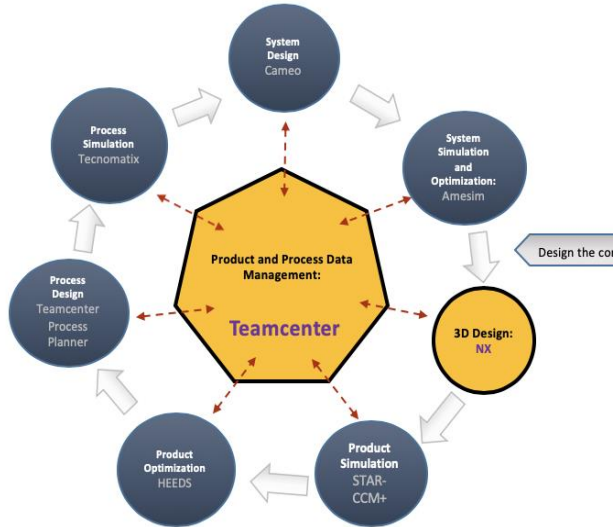 System
Design
Cameo
System
Simulation
and
Optimization:
Amesim
Design the con
3D Design:
NX
Product
Simulation
STAR-
CCM+
Product
Optimization
HEEDS
Process
Design
Teamcenter
Process
Planner
Process
Simulation
Tecnomatix
Product and Process Data
Management:
Teamcenter